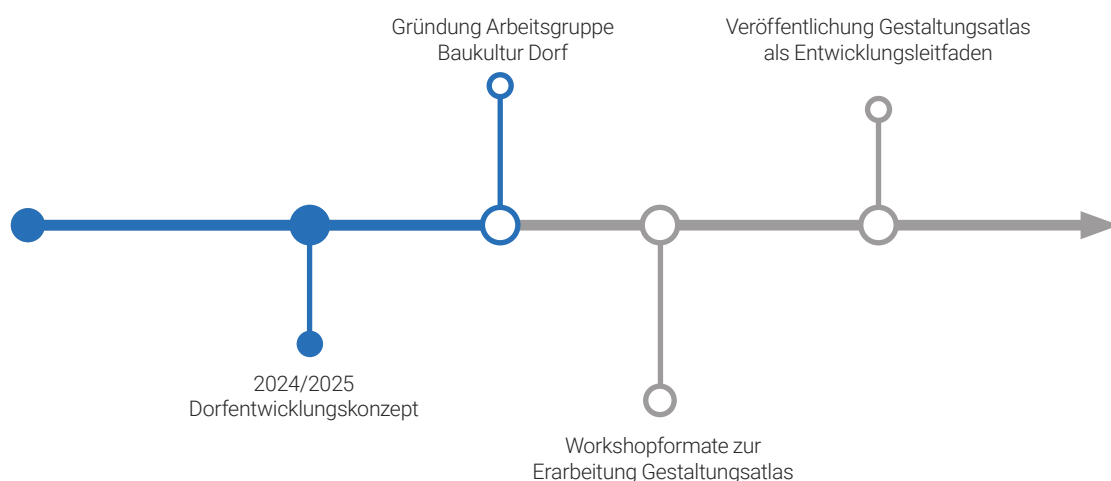 Gründung Arbeitsgruppe
Baukultur Dorf
Veröffentlichung Gestaltungsatlas
als Entwicklungsleitfaden
2024/2025
Dorfentwicklungskonzept
Workshopformate zur
Erarbeitung Gestaltungsatlas